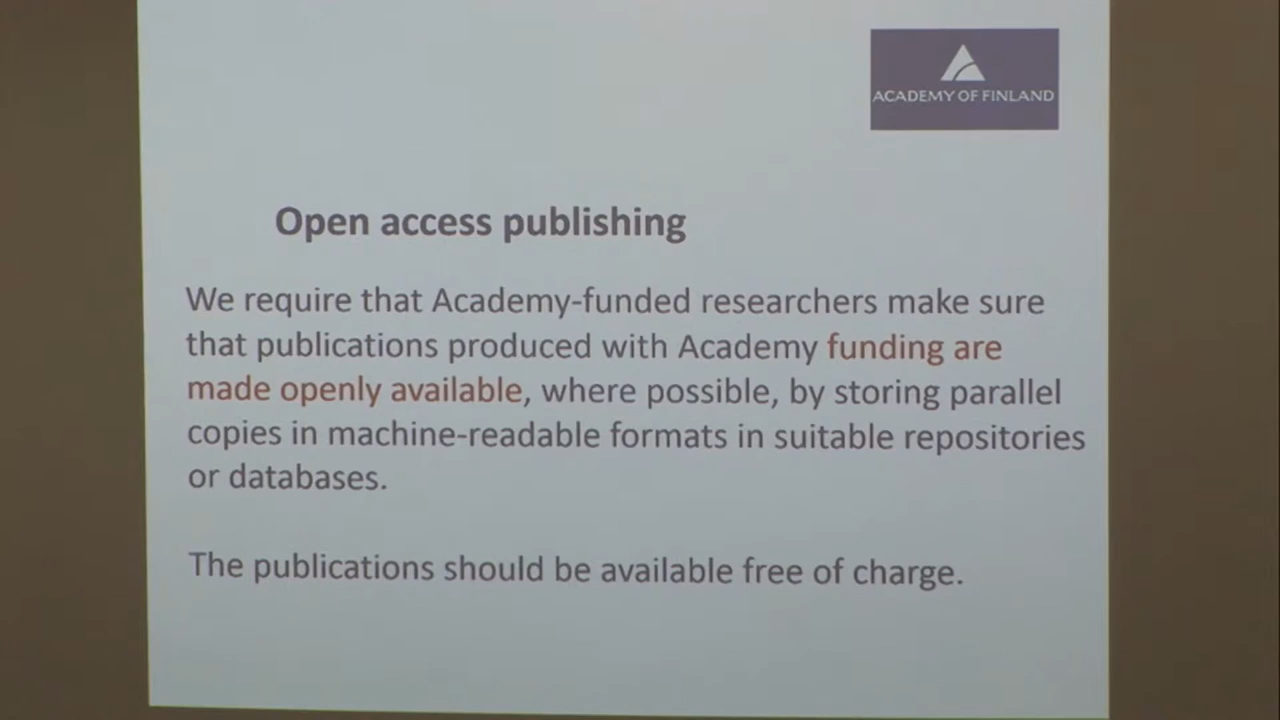 ACADEMY OF FINLAND
Open access publishing
We require that Academy-funded researchers make sure
that publications produced with Academy funding are
made openly available, where possible, by storing parallel
copies in machine-readable formats in suitable repositories
or databases.
The publications should be available free of charge.